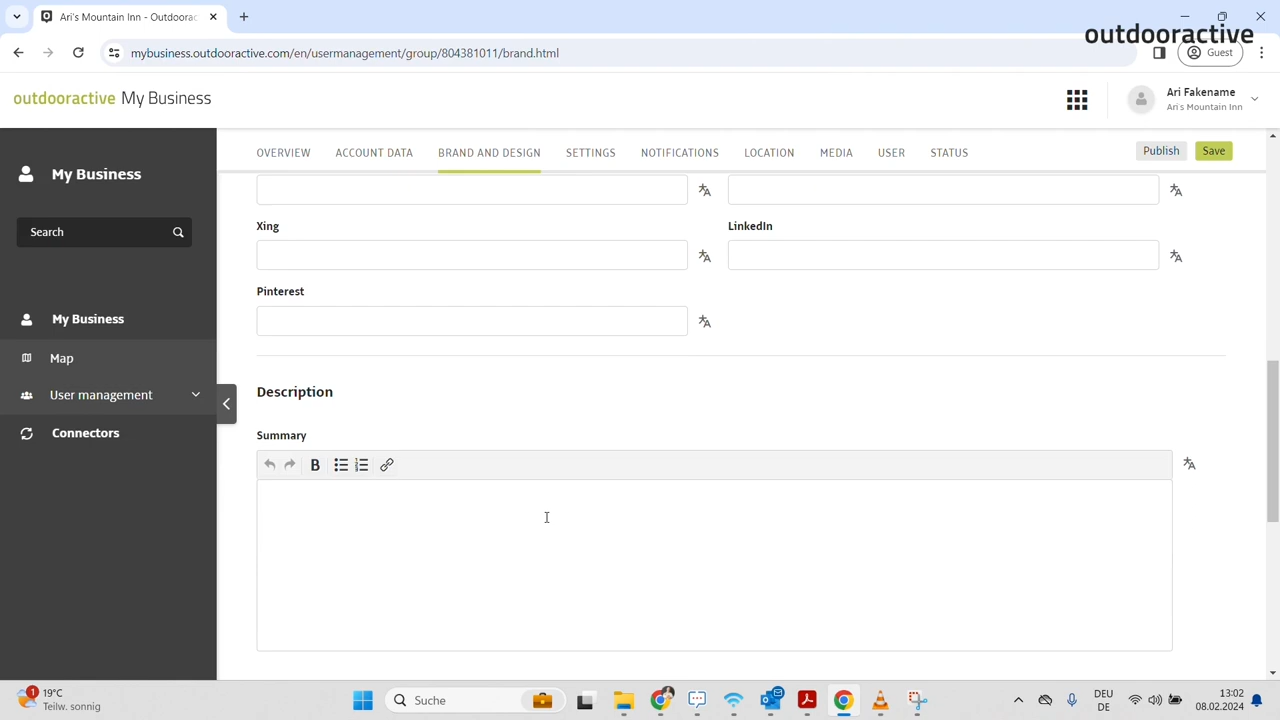 Ari's Mountain Inn - Outdoorac
mybusiness.outdooractive.com/en/usermanagement/group/804381011/brand.html
outdooractive
Guest
outdooractive My Business
Ari Fakename
Ari's Mountain Inn
My Business
Search
My Business
Map
User management
Connectors
OVERVIEW ACCOUNT DATA BRAND AND DESIGN SETTINGS NOTIFICATIONS LOCATION MEDIA USER STATUS
Publish Save
Xing LinkedIn
Pinterest
Description
Summary
B
1 19°C
Teilw. sonnig
Suche
DEU
DE
13:02
08.02.2024